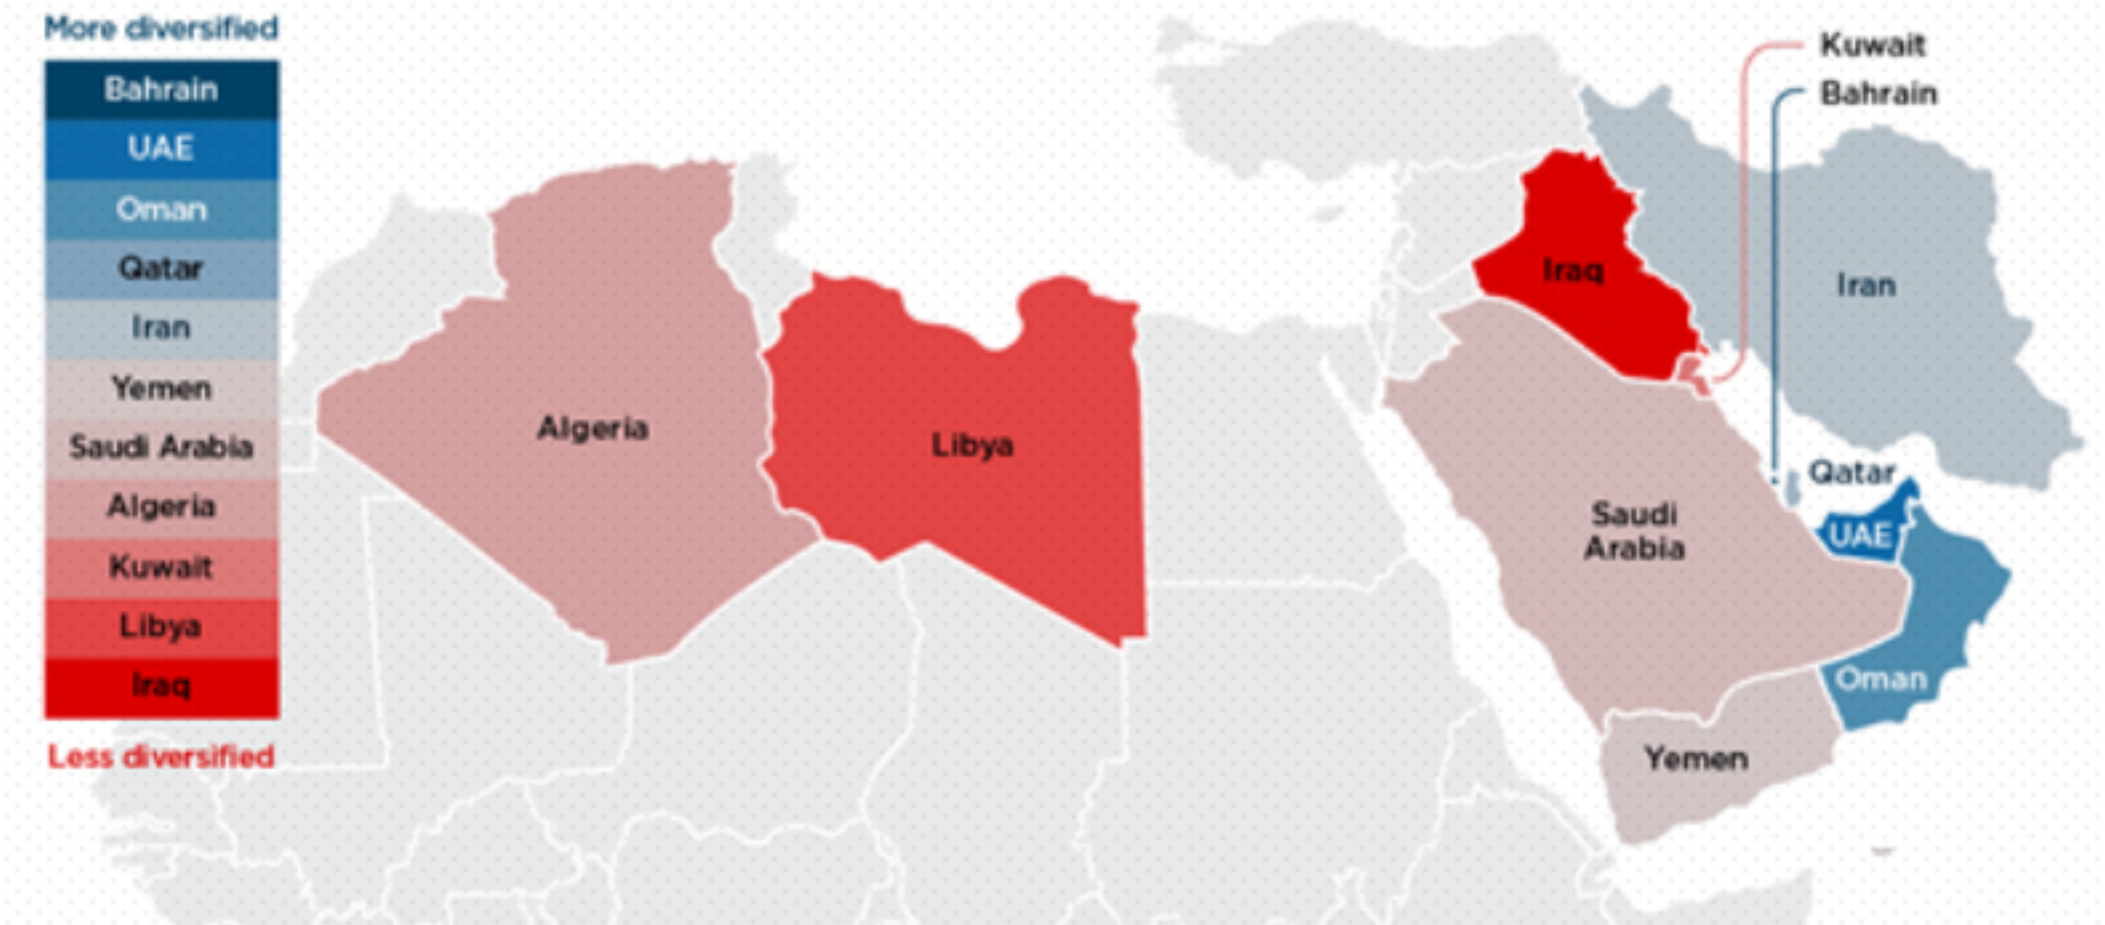 More diversified
Bahrain
UAE
Oman
Qatar
Iran
Yemen
Saudi Arabia
Algeria
Kuwait
Libya
Iraq
Less diversified
Kuwait
Bahrain
Iraq
Iran
Algeria
Libya
Qatar
Saudi
Arabia
UAE
Oman
Yemen